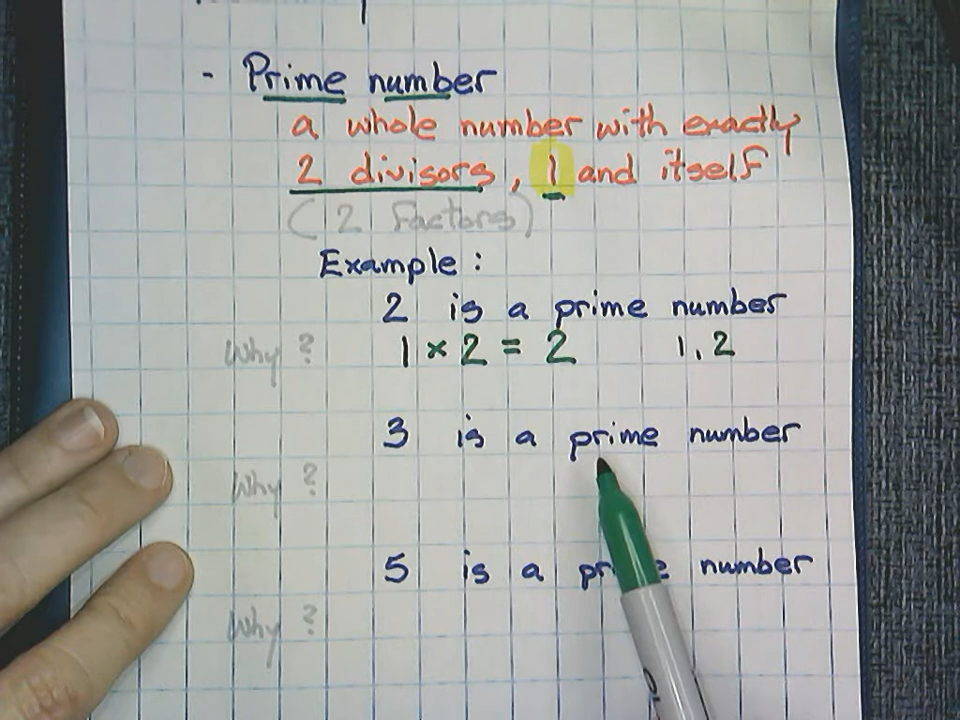 - Prime number
a whole number with exactly
2 divisors, 1 and itself
(2 factors)
Example:
2 is a prime number
Why? 1 × 2 = 2 1, 2
3 is a prime number
Why?
5 is a number
Why?